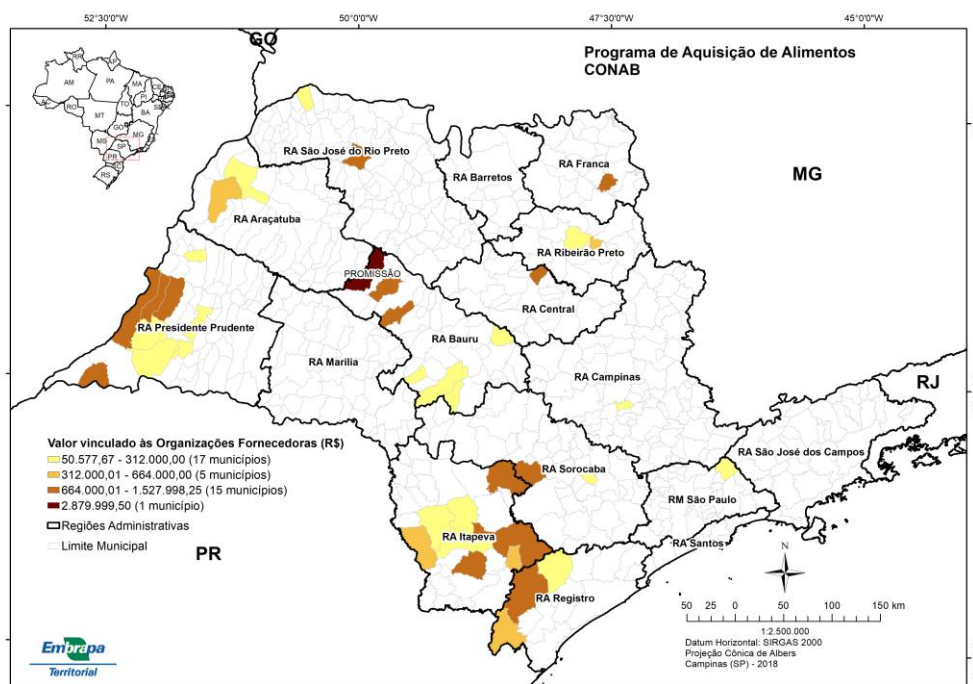 52°30'0"W
50°0'0"W
47°30'0"W
45°0'0"W
Programa de Aquisição de Alimentos
CONAB
GO
MG
RJ
PR
RR
AP
AM
PA
MA
CE
PI
AC
RO
TO
BA
SE
MT
GO
MG
MS
SP
PR
SC
RS
RA São José do Rio Preto
RA Barretos
RA Franca
RA Araçatuba
RA Ribeirão Preto
PROMISSÃO
RA Central
RA Presidente Prudente
RA Bauru
RA Marília
RA Campinas
RA São José dos Campos
RA Sorocaba
RM São Paulo
RA Itapeva
RA Santos
RA Registro
Valor vinculado às Organizações Fornecedoras (R$)
50.577,67 - 312.000,00 (17 municípios)
312.000,01 - 664.000,00 (5 municípios)
664.000,01 - 1.527.998,25 (15 municípios)
2.879.999,50 (1 município)
Regiões Administrativas
Limite Municipal
N
50 25 0 50 100 150 km
1:2.500.000
Datum Horizontal: SIRGAS 2000
Projeção Cônica de Albers
Campinas (SP) - 2018
Embrapa
Territorial